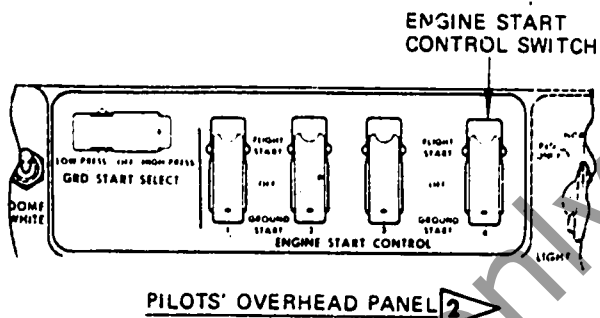 ENGINE START
CONTROL SWITCH
FLIGHT
START
FLIGHT
START
LOW PRESS OFF HIGH PRESS
GRD START SELECT
OFF
OFF
DOME
WHITE
GROUND
START
GROUND
START
1
2
3
4
ENGINE START CONTROL
LIGHT
PILOTS' OVERHEAD PANEL 2